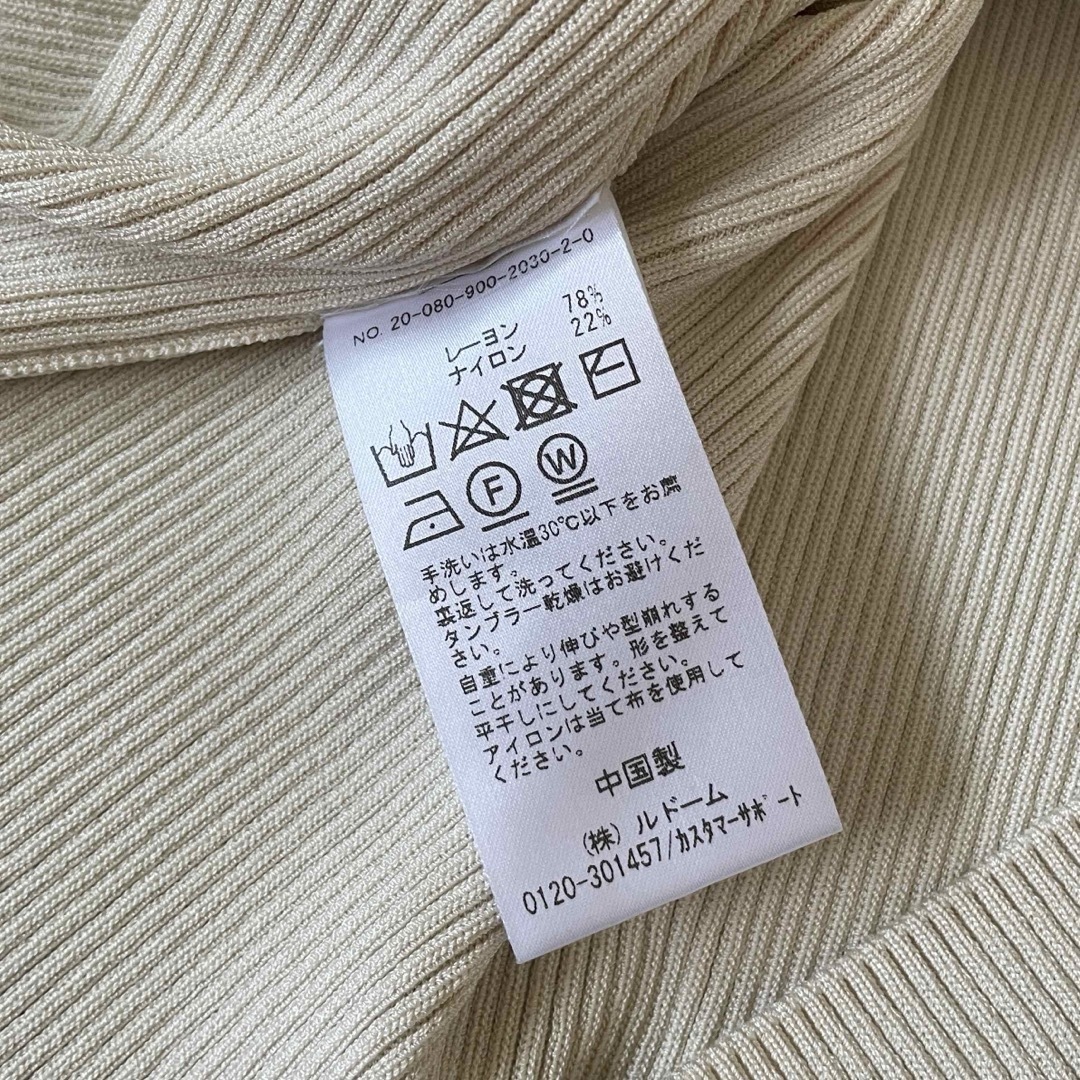 NO. 20-080-900-2030-2-0
レーヨン 78%
ナイロン 22%
F W
手洗いは水温30℃以下をお薦
めします。
裏返して洗ってください。
タンブラー乾燥はお避けくだ
さい。
自重により伸びや型崩れする
ことがあります。形を整えて
平干しにしてください。
アイロンは当て布を使用して
ください。
中国製
(株) ルドーム
0120-301457/カスタマーサポート